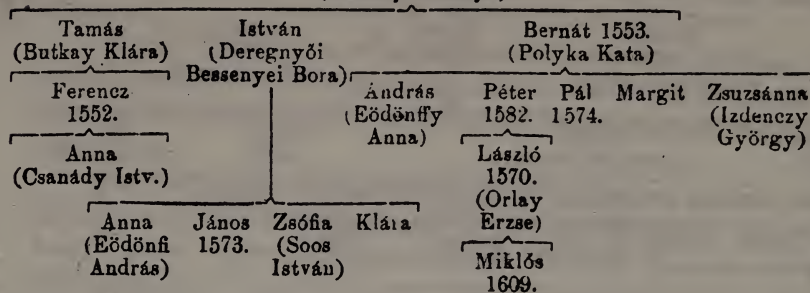 Tamás István Bernát 1553.
(Butkay Klára) (Deregnyői (Polyka Kata)
Bessenyei Bora)
Ferencz András Péter Pál Margit Zsuzsánna
1552. (Eödönffy 1582. 1574. (Izdenczy
Anna) György)
Anna László
(Csanády Istv.) 1570.
(Orlay
Anna János Zsófia Klára Erzse)
(Eödönfi 1573. (Soos
András) István) Miklós
1609.